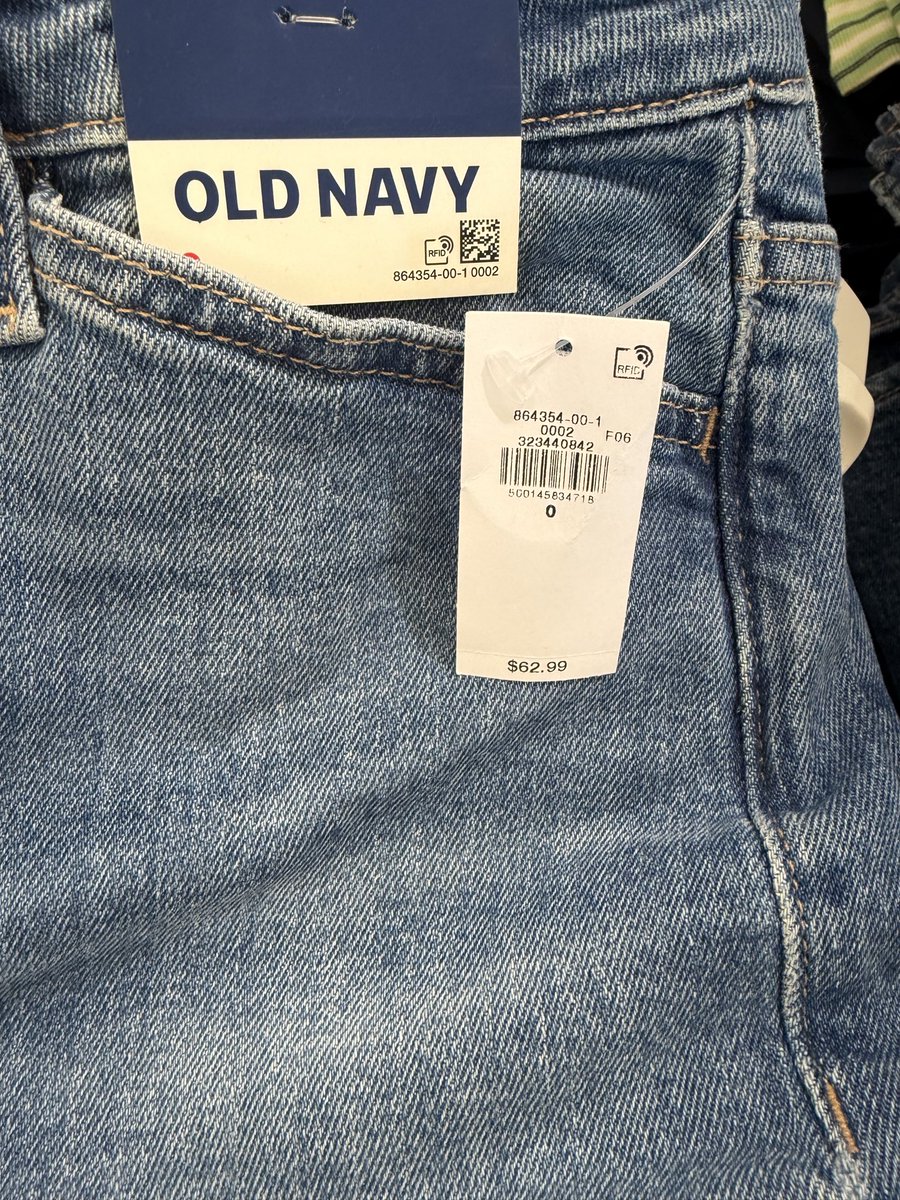 OLD NAVY
RFID
864354-00-1 0002
RFID
864354-00-1
0002 F06
323440842
500145834718
0
$62.99